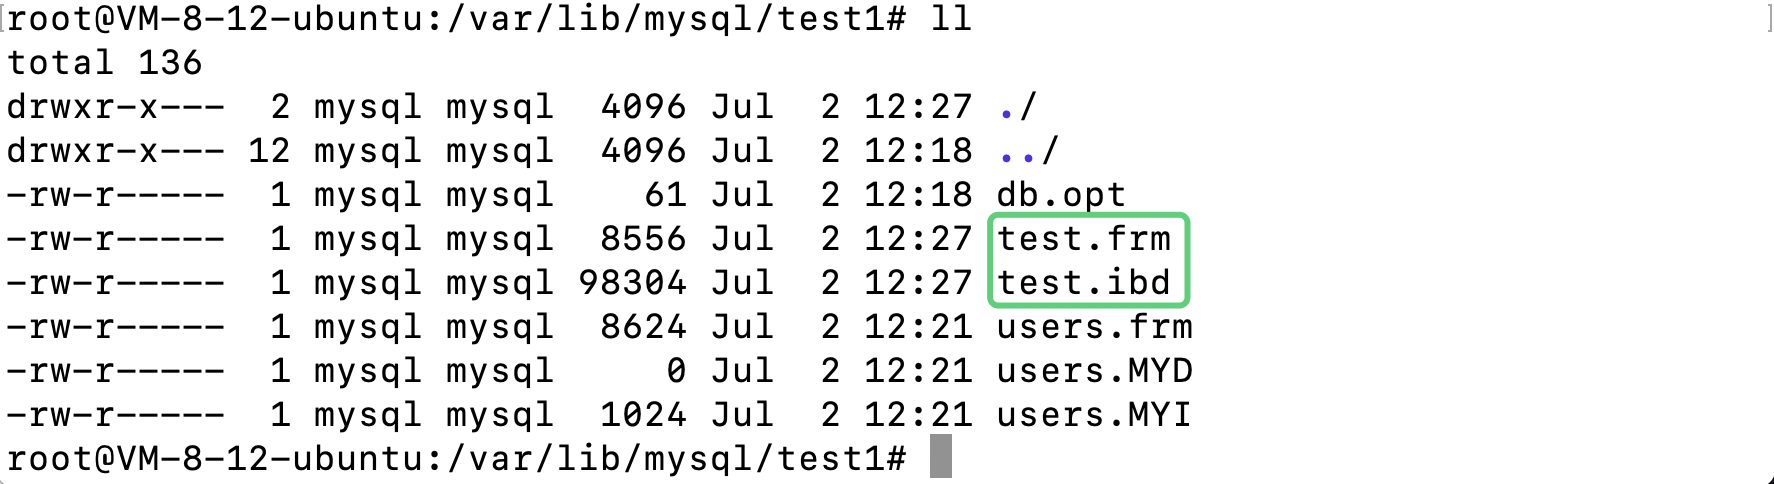 [root@VM-8-12-ubuntu:/var/lib/mysql/test1# ll ]
total 136
drwxr-x---  2 mysql mysql  4096 Jul  2 12:27 ./
drwxr-x--- 12 mysql mysql  4096 Jul  2 12:18 ../
-rw-r-----  1 mysql mysql    61 Jul  2 12:18 db.opt
-rw-r-----  1 mysql mysql  8556 Jul  2 12:27 test.frm
-rw-r-----  1 mysql mysql 98304 Jul  2 12:27 test.ibd
-rw-r-----  1 mysql mysql  8624 Jul  2 12:21 users.frm
-rw-r-----  1 mysql mysql     0 Jul  2 12:21 users.MYD
-rw-r-----  1 mysql mysql  1024 Jul  2 12:21 users.MYI
root@VM-8-12-ubuntu:/var/lib/mysql/test1#